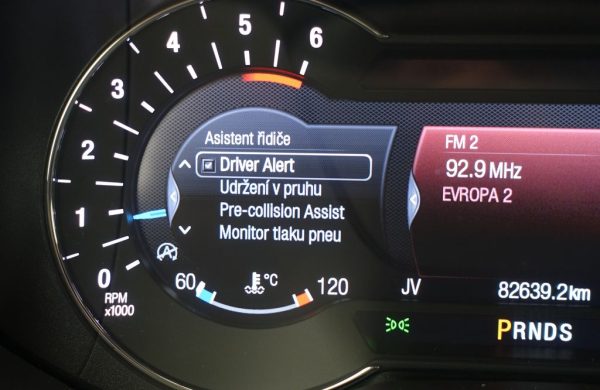 6
5
4
3
2
1
0
RPM
x1000
Asistent řidiče
Driver Alert
Udržení v pruhu
Pre-collision Assist
Monitor tlaku pneu
A
60
°C
120
FM 2
92.9 MHz
EVROPA 2
JV
82639.2km
PRNDS